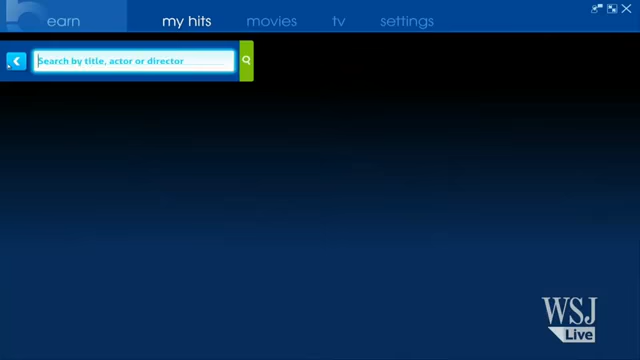 earn my hits movies tv settings
Search by title, actor or director
WSJ
Live